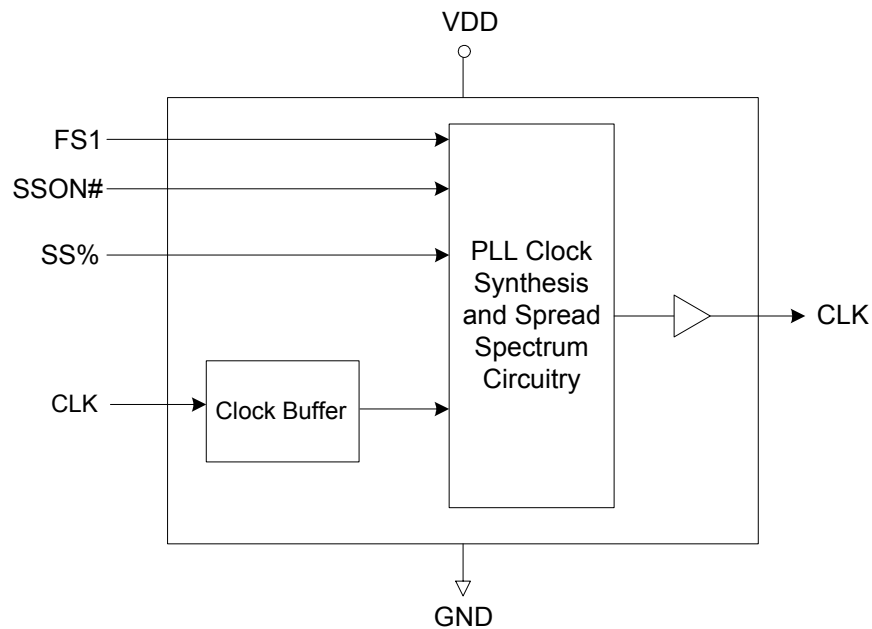 VDD
FS1
SSON#
SS%
PLL Clock
Synthesis
and Spread
Spectrum
Circuitry
CLK
CLK
Clock Buffer
GND